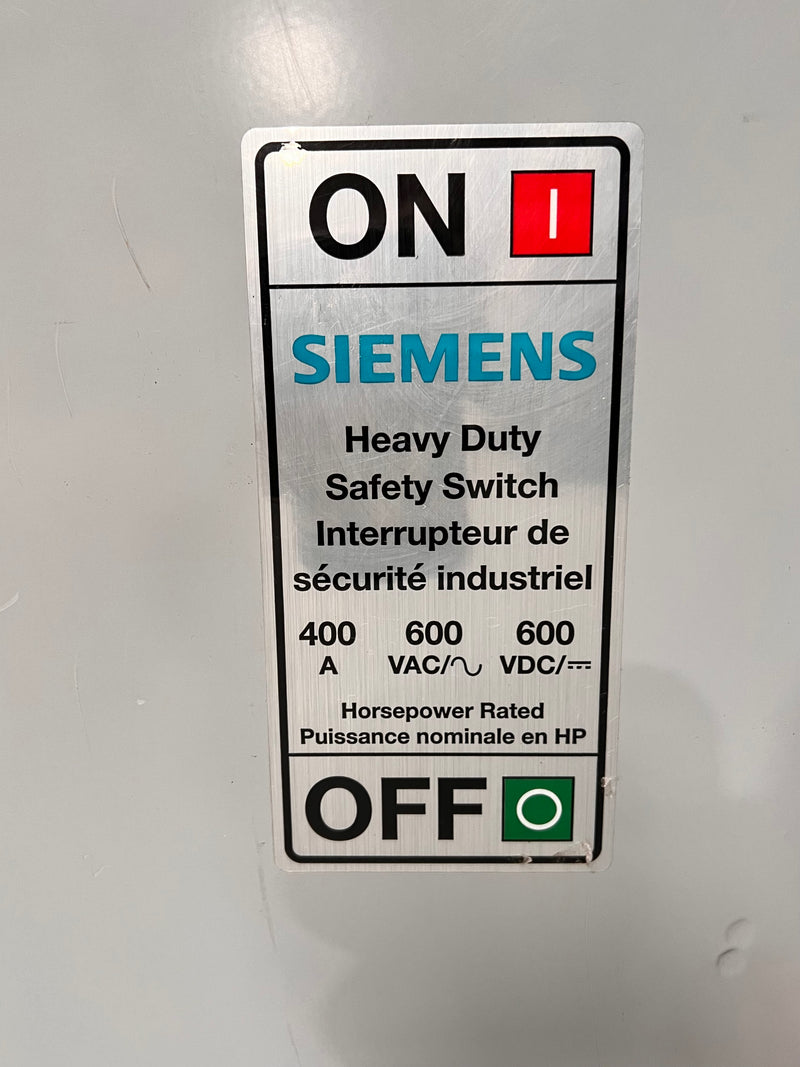 ON I
SIEMENS
Heavy Duty
Safety Switch
Interrupteur de
sécurité industriel
400 600 600
A VAC/∿ VDC/⎓
Horsepower Rated
Puissance nominale en HP
OFF O